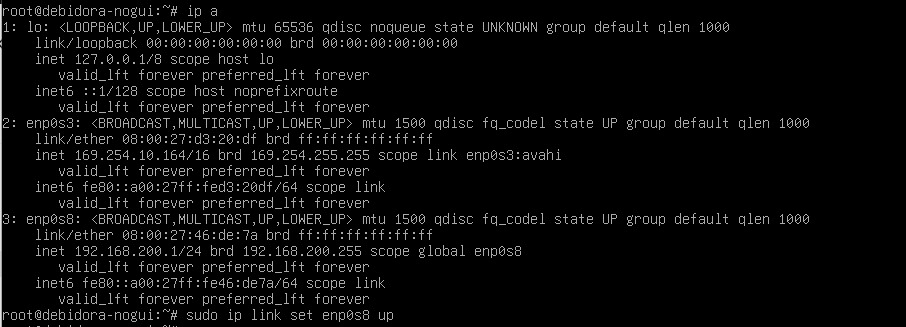 root@debidora-nogui:~# ip a
1: lo: <LOOPBACK,UP,LOWER_UP> mtu 65536 qdisc noqueue state UNKNOWN group default qlen 1000
    link/loopback 00:00:00:00:00:00 brd 00:00:00:00:00:00
    inet 127.0.0.1/8 scope host lo
       valid_lft forever preferred_lft forever
    inet6 ::1/128 scope host noprefixroute
       valid_lft forever preferred_lft forever
2: enp0s3: <BROADCAST,MULTICAST,UP,LOWER_UP> mtu 1500 qdisc fq_codel state UP group default qlen 1000
    link/ether 08:00:27:d3:20:df brd ff:ff:ff:ff:ff:ff
    inet 169.254.10.164/16 brd 169.254.255.255 scope link enp0s3:avahi
       valid_lft forever preferred_lft forever
    inet6 fe80::a00:27ff:fed3:20df/64 scope link
       valid_lft forever preferred_lft forever
3: enp0s8: <BROADCAST,MULTICAST,UP,LOWER_UP> mtu 1500 qdisc fq_codel state UP group default qlen 1000
    link/ether 08:00:27:46:de:7a brd ff:ff:ff:ff:ff:ff
    inet 192.168.200.1/24 brd 192.168.200.255 scope global enp0s8
       valid_lft forever preferred_lft forever
    inet6 fe80::a00:27ff:fe46:de7a/64 scope link
       valid_lft forever preferred_lft forever
root@debidora-nogui:~# sudo ip link set enp0s8 up